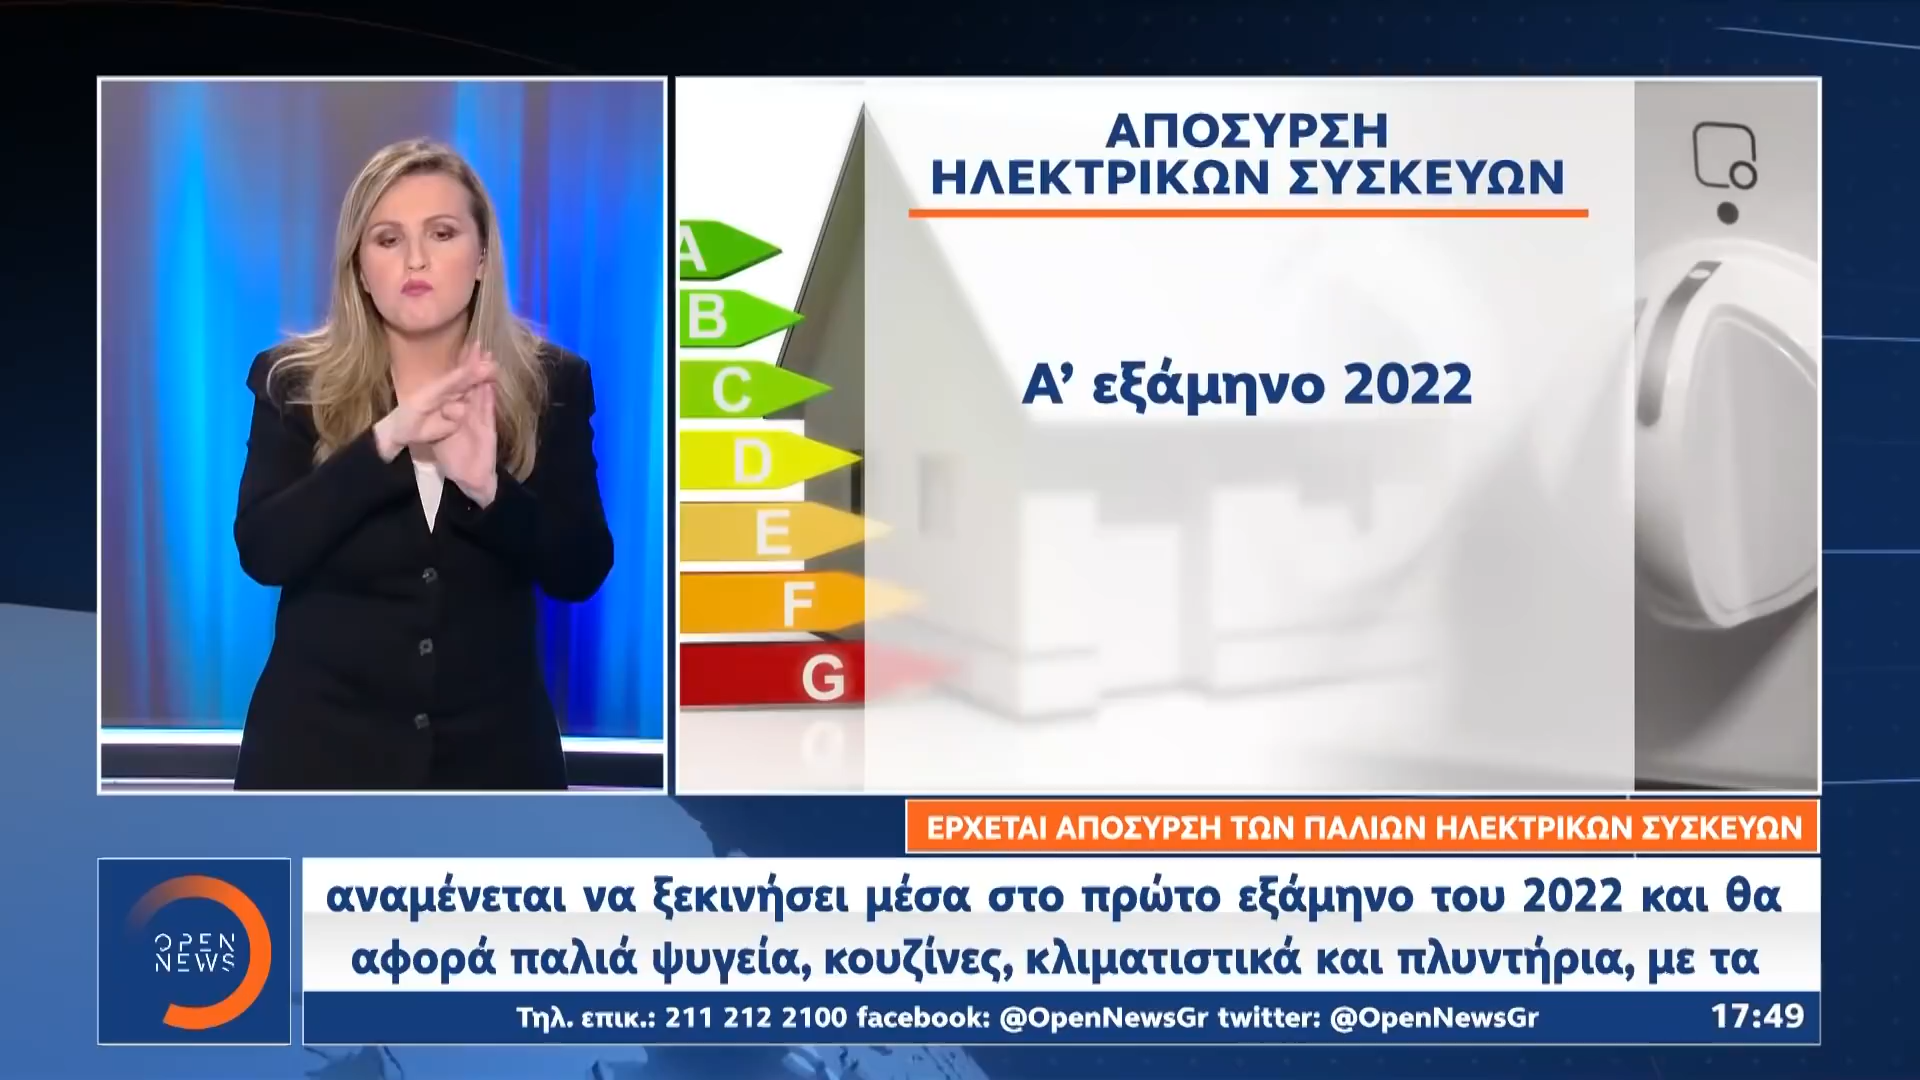 ΑΠΟΣΥΡΣΗ
ΗΛΕΚΤΡΙΚΩΝ ΣΥΣΚΕΥΩΝ
A
B
C
D
E
F
G
Α’ εξάμηνο 2022
ΕΡΧΕΤΑΙ ΑΠΟΣΥΡΣΗ ΤΩΝ ΠΑΛΙΩΝ ΗΛΕΚΤΡΙΚΩΝ ΣΥΣΚΕΥΩΝ
OPEN
NEWS
αναμένεται να ξεκινήσει μέσα στο πρώτο εξάμηνο του 2022 και θα
αφορά παλιά ψυγεία, κουζίνες, κλιματιστικά και πλυντήρια, με τα
Τηλ. επικ.: 211 212 2100 facebook: @OpenNewsGr twitter: @OpenNewsGr 17:49